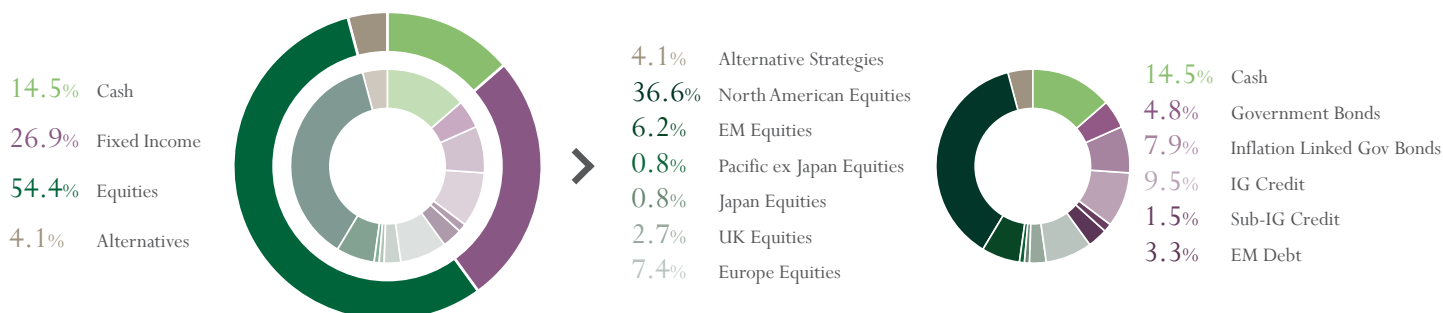 14.5% Cash
26.9% Fixed Income
54.4% Equities
4.1% Alternatives
4.1% Alternative Strategies
36.6% North American Equities
6.2% EM Equities
0.8% Pacific ex Japan Equities
0.8% Japan Equities
2.7% UK Equities
7.4% Europe Equities
14.5% Cash
4.8% Government Bonds
7.9% Inflation Linked Gov Bonds
9.5% IG Credit
1.5% Sub-IG Credit
3.3% EM Debt